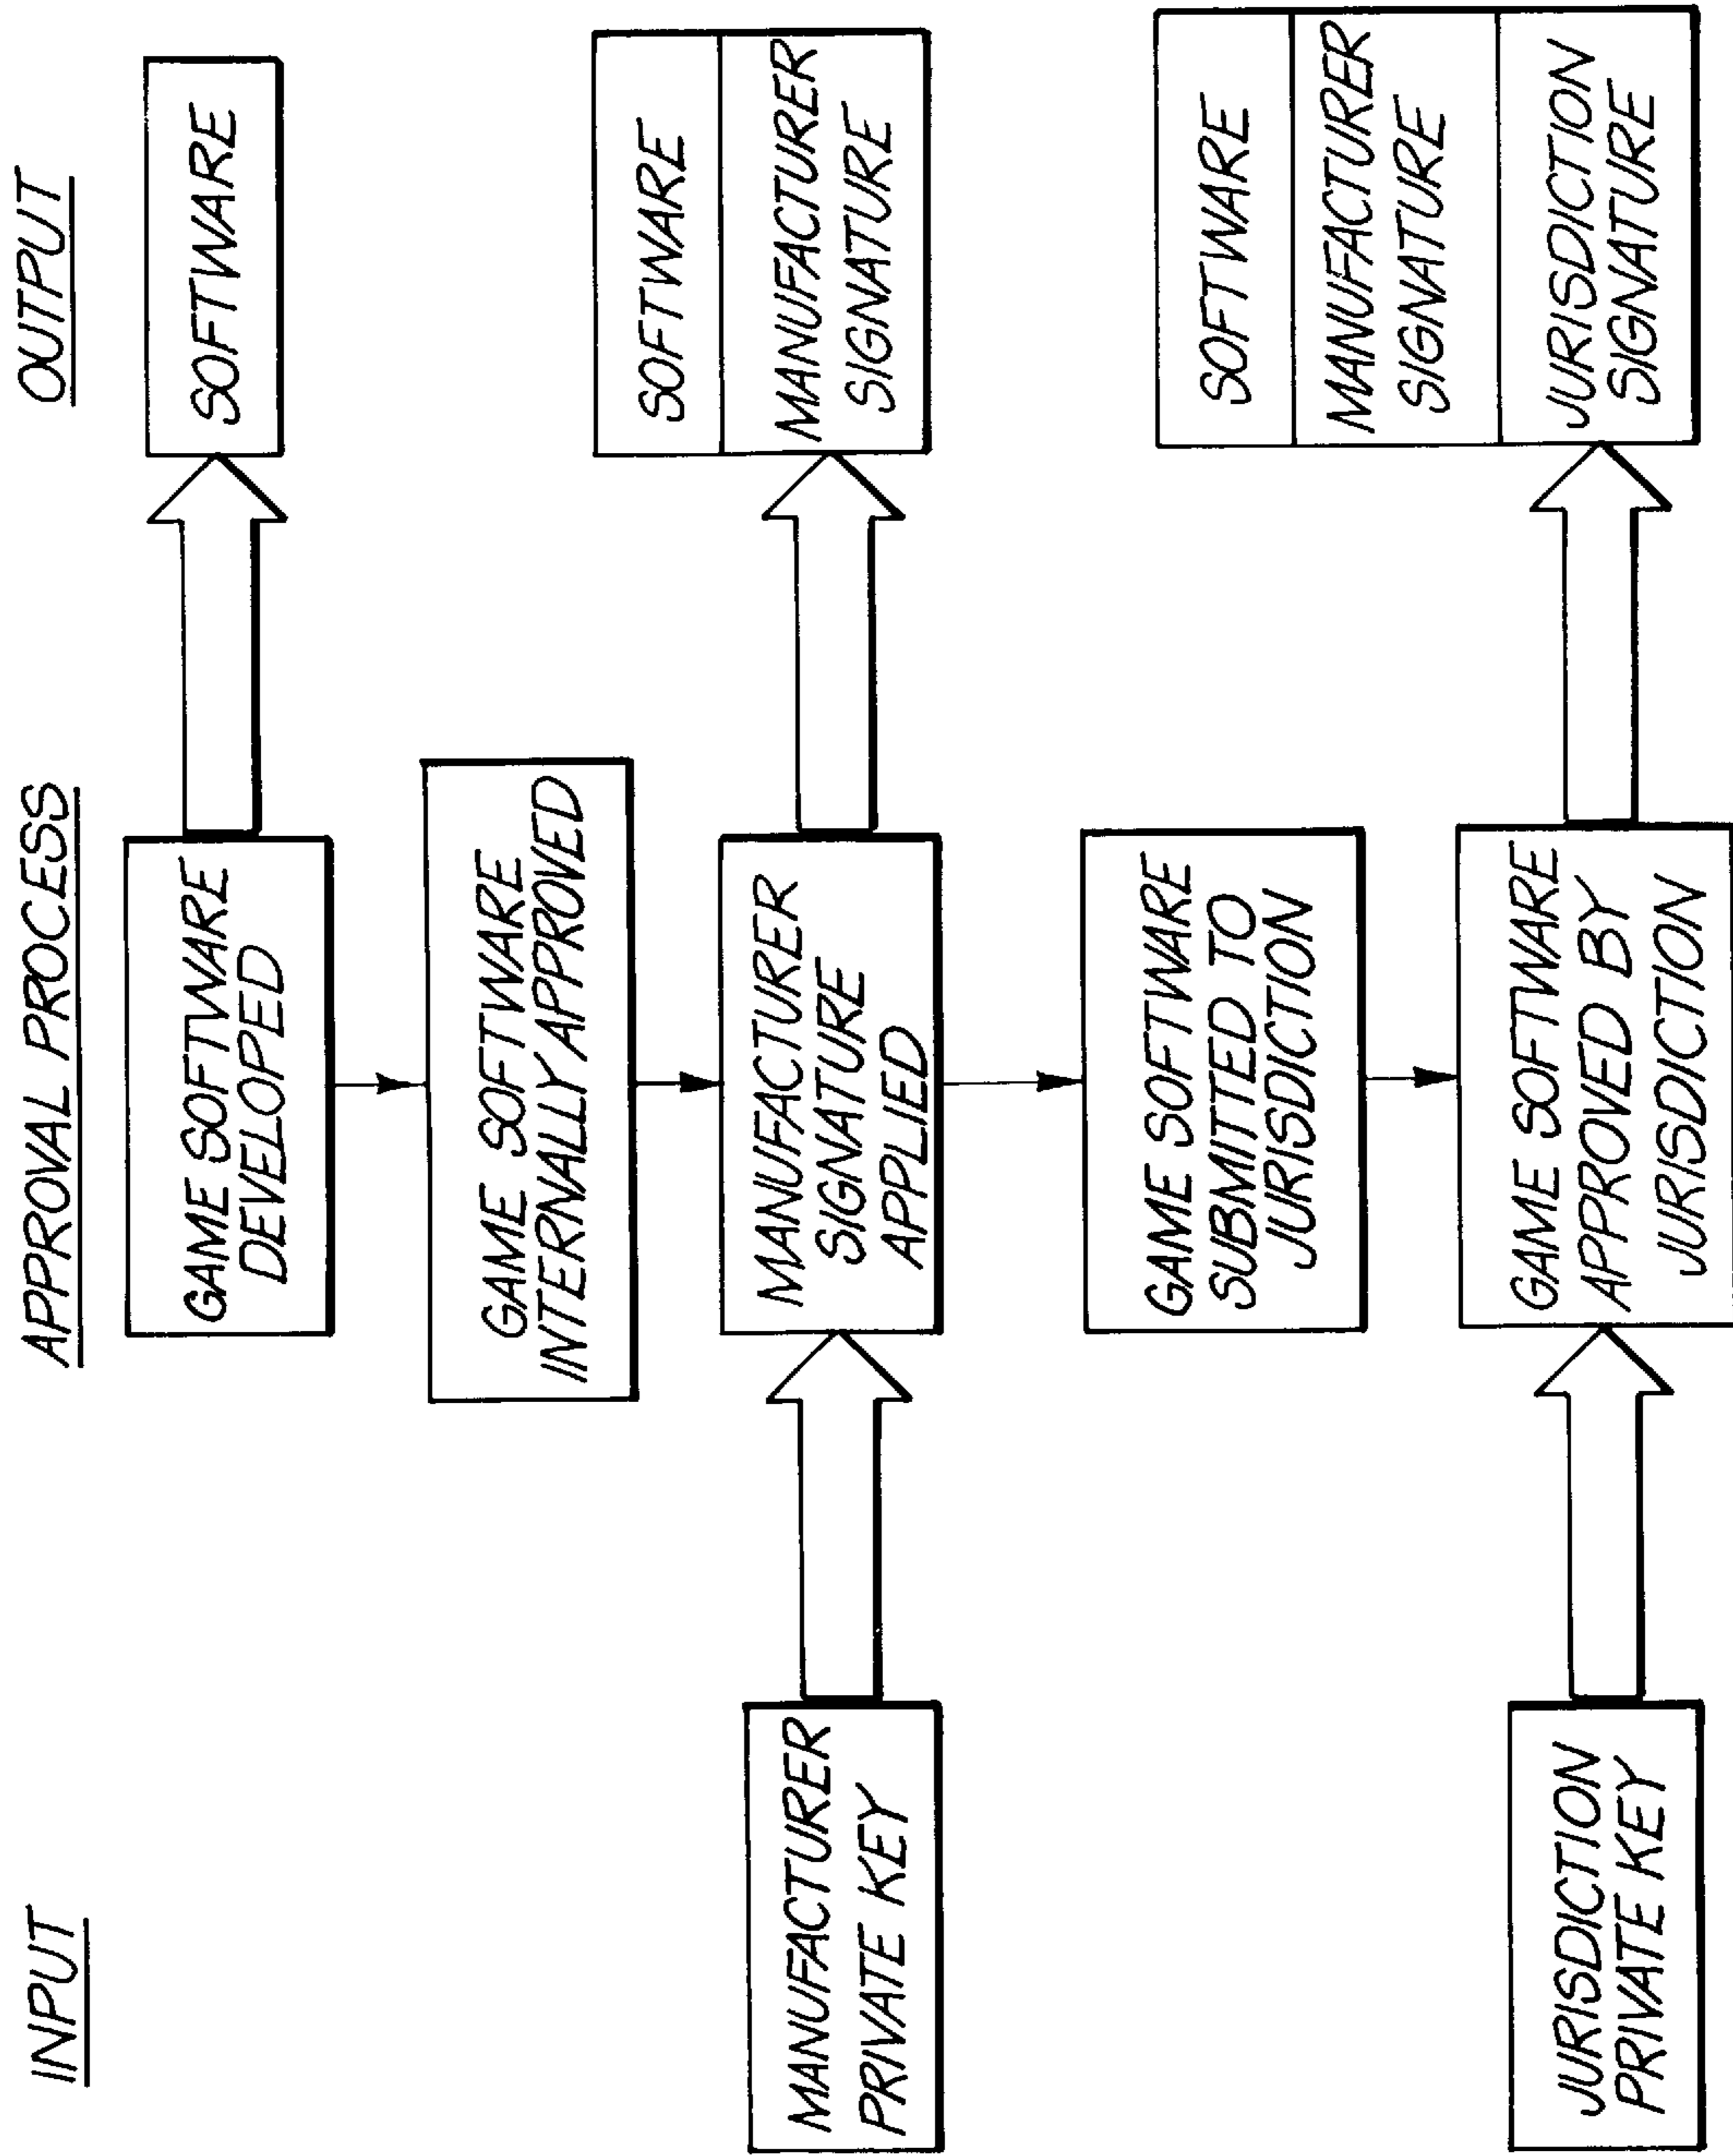 INPUT
APPROVAL PROCESS
OUTPUT
GAME SOFTWARE
DEVELOPED
SOFTWARE
GAME SOFTWARE
INTERNALLY APPROVED
MANUFACTURER
PRIVATE KEY
MANUFACTURER
SIGNATURE
APPLIED
SOFTWARE
MANUFACTURER
SIGNATURE
GAME SOFTWARE
SUBMITTED TO
JURISDICTION
JURISDICTION
PRIVATE KEY
GAME SOFTWARE
APPROVED BY
JURISDICTION
SOFTWARE
MANUFACTURER
SIGNATURE
JURISDICTION
SIGNATURE